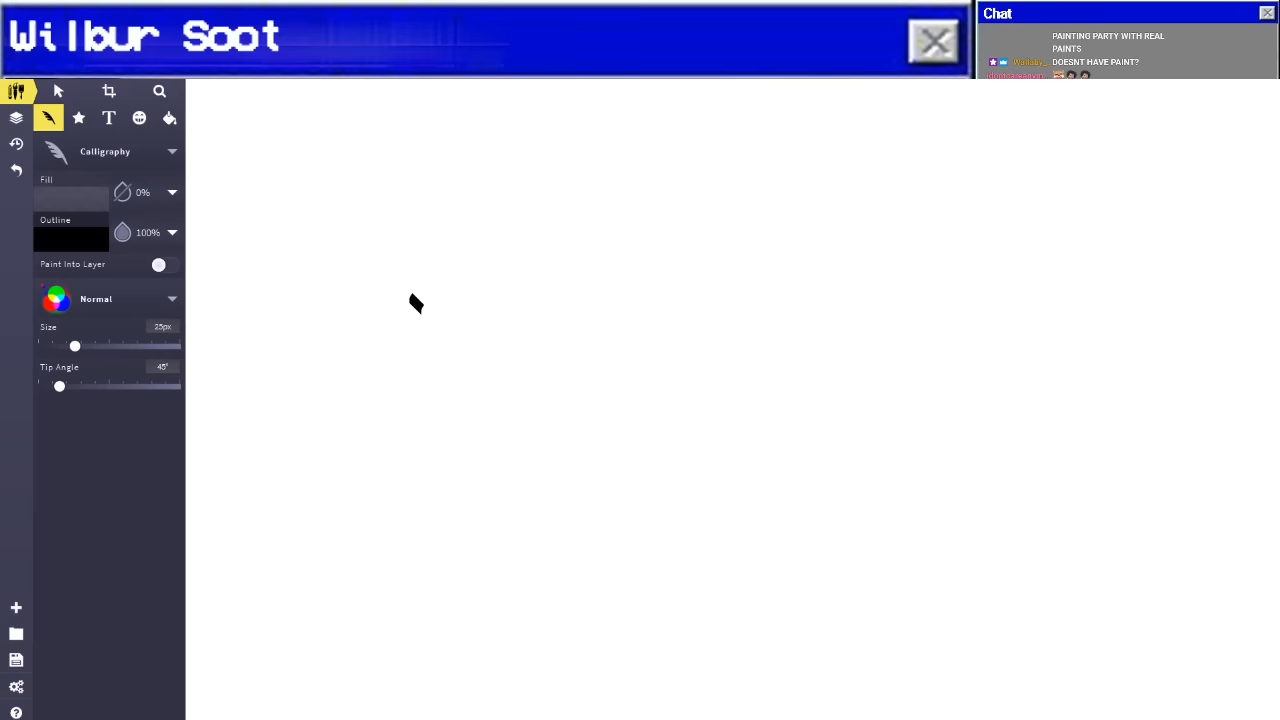 Wilbur Soot
Chat
PAINTING PARTY WITH REAL
PAINTS
Wallaby_ DOESNT HAVE PAINT?
T
Calligraphy
Fill
0%
Outline
100%
Paint Into Layer
Normal
Size 25px
Tip Angle 45°